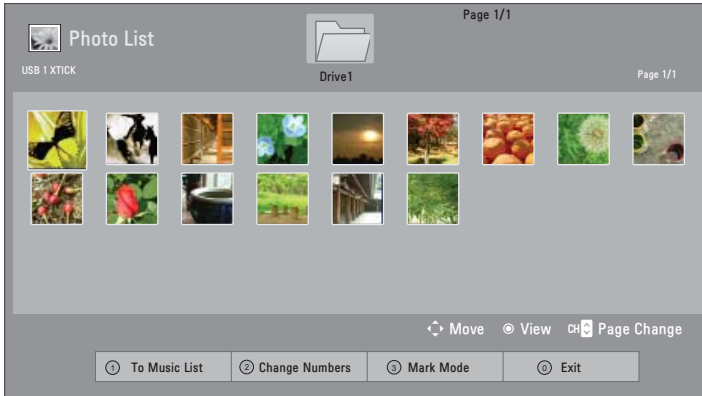 Page 1/1
Photo List
USB 1 XTICK
Drive1
Page 1/1
Move View CH Page Change
1 To Music List 2 Change Numbers 3 Mark Mode 0 Exit